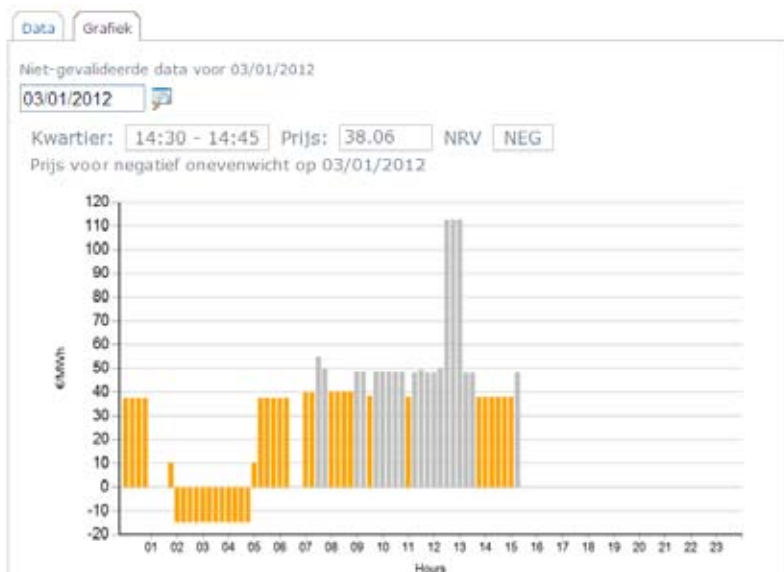 Data Grafiek
Niet-gevalideerde data voor 03/01/2012
03/01/2012
Kwartier: 14:30 - 14:45 Prijs: 38.06 NRV NEG
Prijs voor negatief onevenwicht op 03/01/2012
120
110
100
90
80
70
60
50
40
30
20
10
0
-10
-20
€/MWh
01 02 03 04 05 06 07 08 09 10 11 12 13 14 15 16 17 18 19 20 21 22 23
Hours